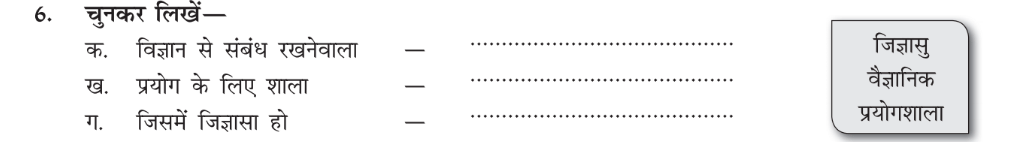 6. चुनकर लिखें—
क. विज्ञान से संबंध रखनेवाला — ..........................................
ख. प्रयोग के लिए शाला — ..........................................
ग. जिसमें जिज्ञासा हो — ..........................................
जिज्ञासु
वैज्ञानिक
प्रयोगशाला